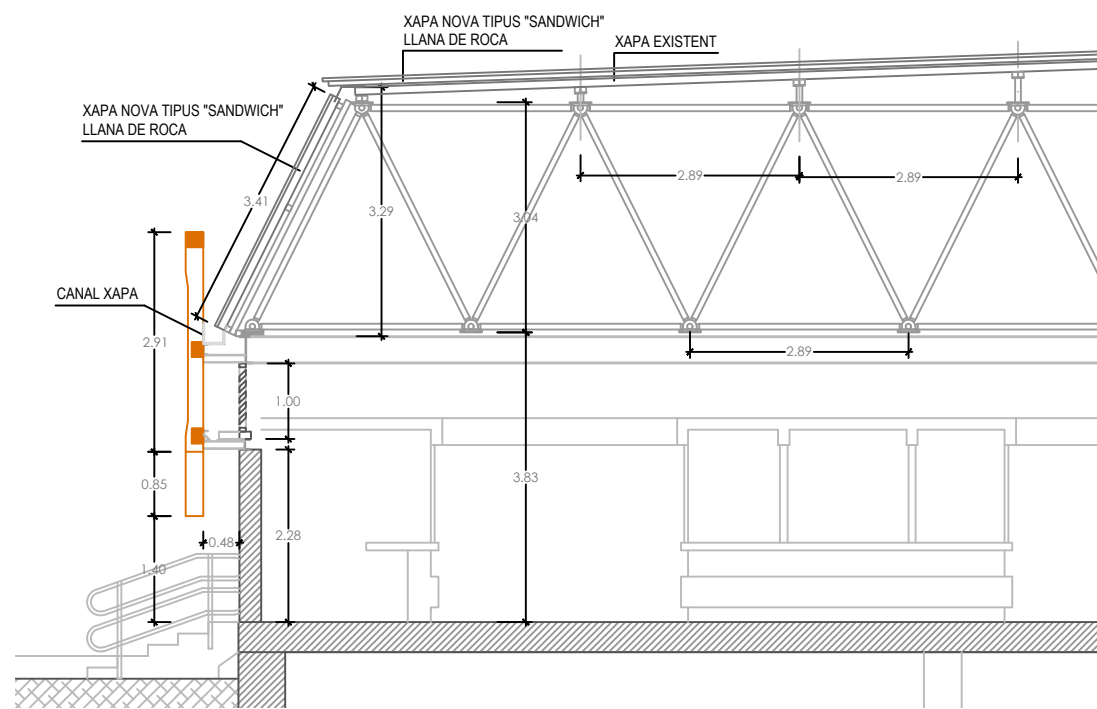 XAPA NOVA TIPUS "SANDWICH"
LLANA DE ROCA
XAPA EXISTENT
XAPA NOVA TIPUS "SANDWICH"
LLANA DE ROCA
2.89
2.89
3.41
3.29
3.04
CANAL XAPA
2.91
2.89
1.00
0.85
3.83
2.28
0.48
1.40